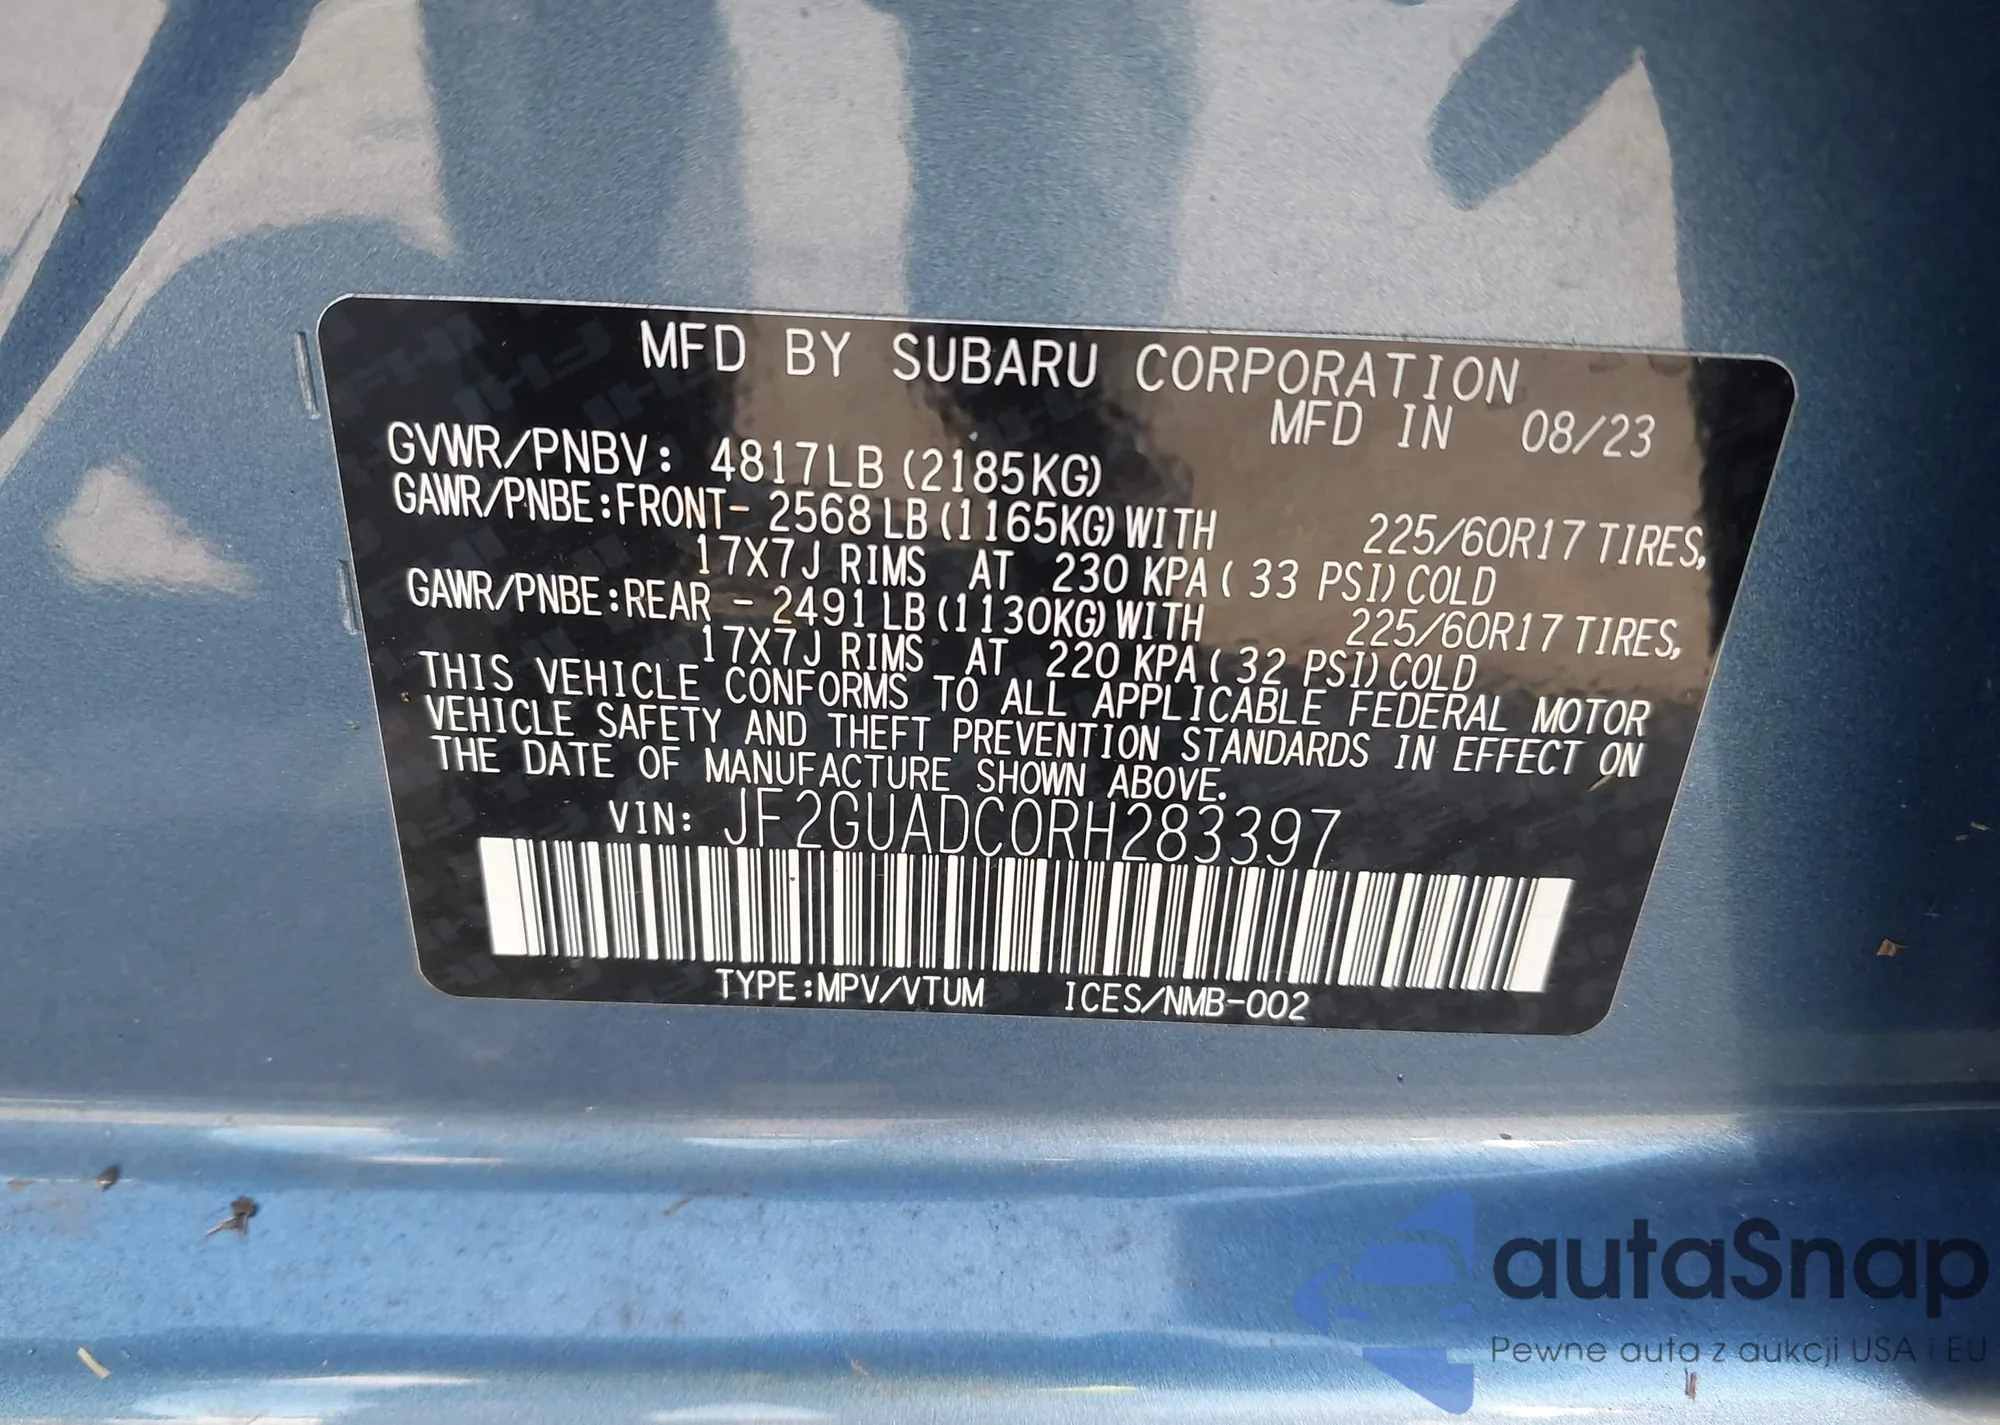 MFD BY SUBARU CORPORATION
MFD IN 08/23
GVWR/PNBV: 4817LB (2185KG)
GAWR/PNBE:FRONT- 2568 LB (1165KG) WITH 225/60R17 TIRES,
17X7J RIMS AT 230 KPA ( 33 PSI) COLD
GAWR/PNBE:REAR - 2491 LB (1130KG) WITH 225/60R17 TIRES,
17X7J RIMS AT 220 KPA ( 32 PSI) COLD
THIS VEHICLE CONFORMS TO ALL APPLICABLE FEDERAL MOTOR
VEHICLE SAFETY AND THEFT PREVENTION STANDARDS IN EFFECT ON
THE DATE OF MANUFACTURE SHOWN ABOVE.
VIN: JF2GUADC0RH283397
TYPE:MPV/VTUM ICES/NMB-002
autaSnap
Pewne auta z aukcji USA i EU